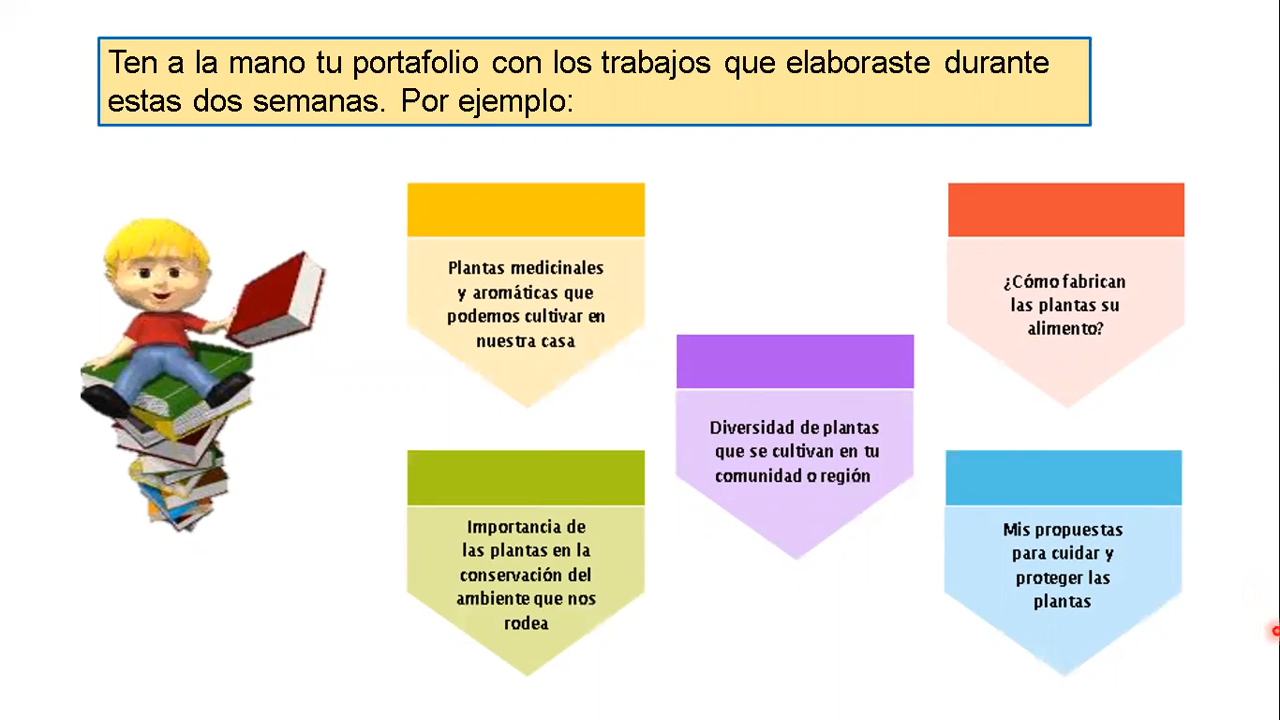 Ten a la mano tu portafolio con los trabajos que elaboraste durante
estas dos semanas. Por ejemplo:
Plantas medicinales
y aromáticas que
podemos cultivar en
nuestra casa
¿Cómo fabrican
las plantas su
alimento?
Diversidad de plantas
que se cultivan en tu
comunidad o región
Importancia de
las plantas en la
conservación del
ambiente que nos
rodea
Mis propuestas
para cuidar y
proteger las
plantas